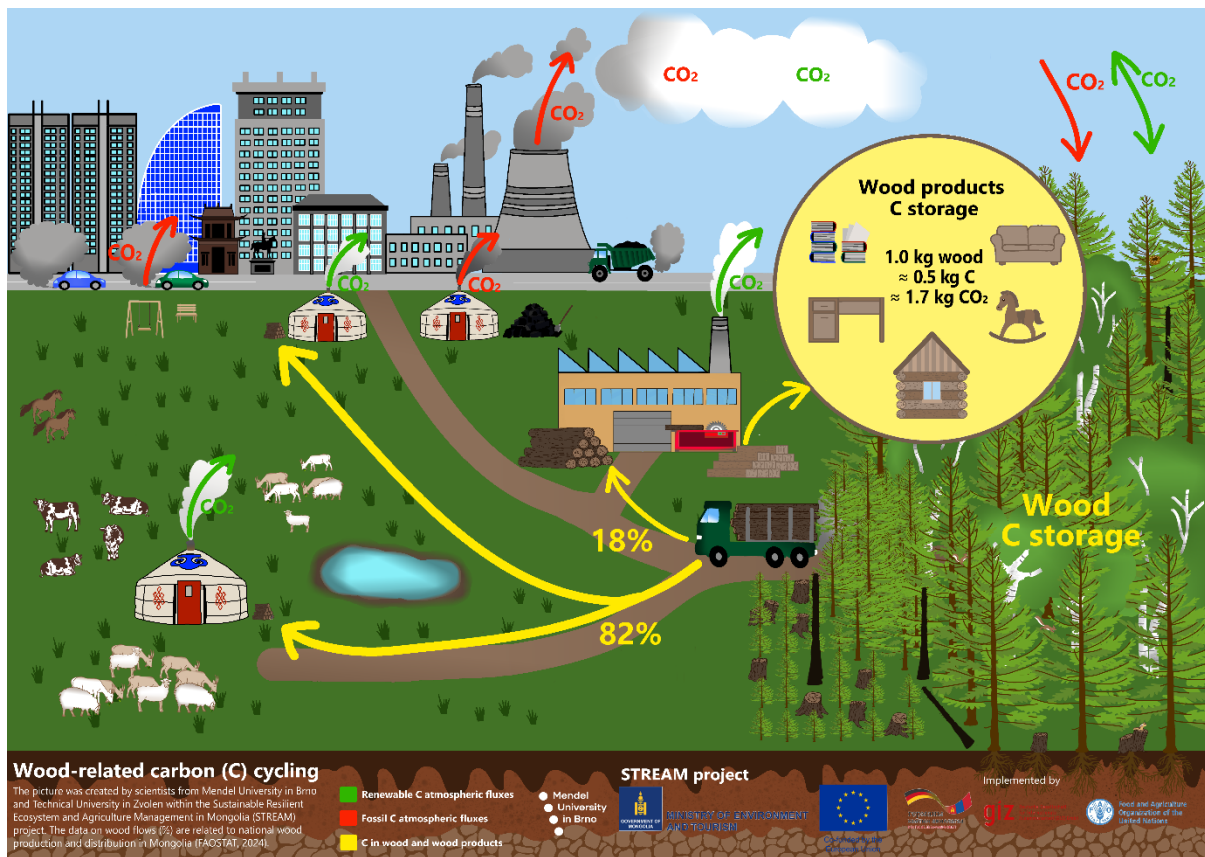 CO₂
CO₂
CO₂
CO₂
CO₂
CO₂
CO₂
CO₂
CO₂
Wood products
C storage
1.0 kg wood
≈ 0.5 kg C
≈ 1.7 kg CO₂
CO₂
Wood
C storage
18%
82%
Wood-related carbon (C) cycling
The picture was created by scientists from Mendel University in Brno
and Technical University in Zvolen within the Sustainable Resilient
Ecosystem and Agriculture Management in Mongolia (STREAM)
project. The data on wood flows (%) are related to national wood
production and distribution in Mongolia (FAOSTAT, 2024).
Renewable C atmospheric fluxes
Fossil C atmospheric fluxes
C in wood and wood products
Mendel
University
in Brno
STREAM project
GOVERNMENT OF
MONGOLIA
MINISTRY OF ENVIRONMENT
AND TOURISM
Implemented by
giz
Food and Agriculture
Organization of the
United Nations